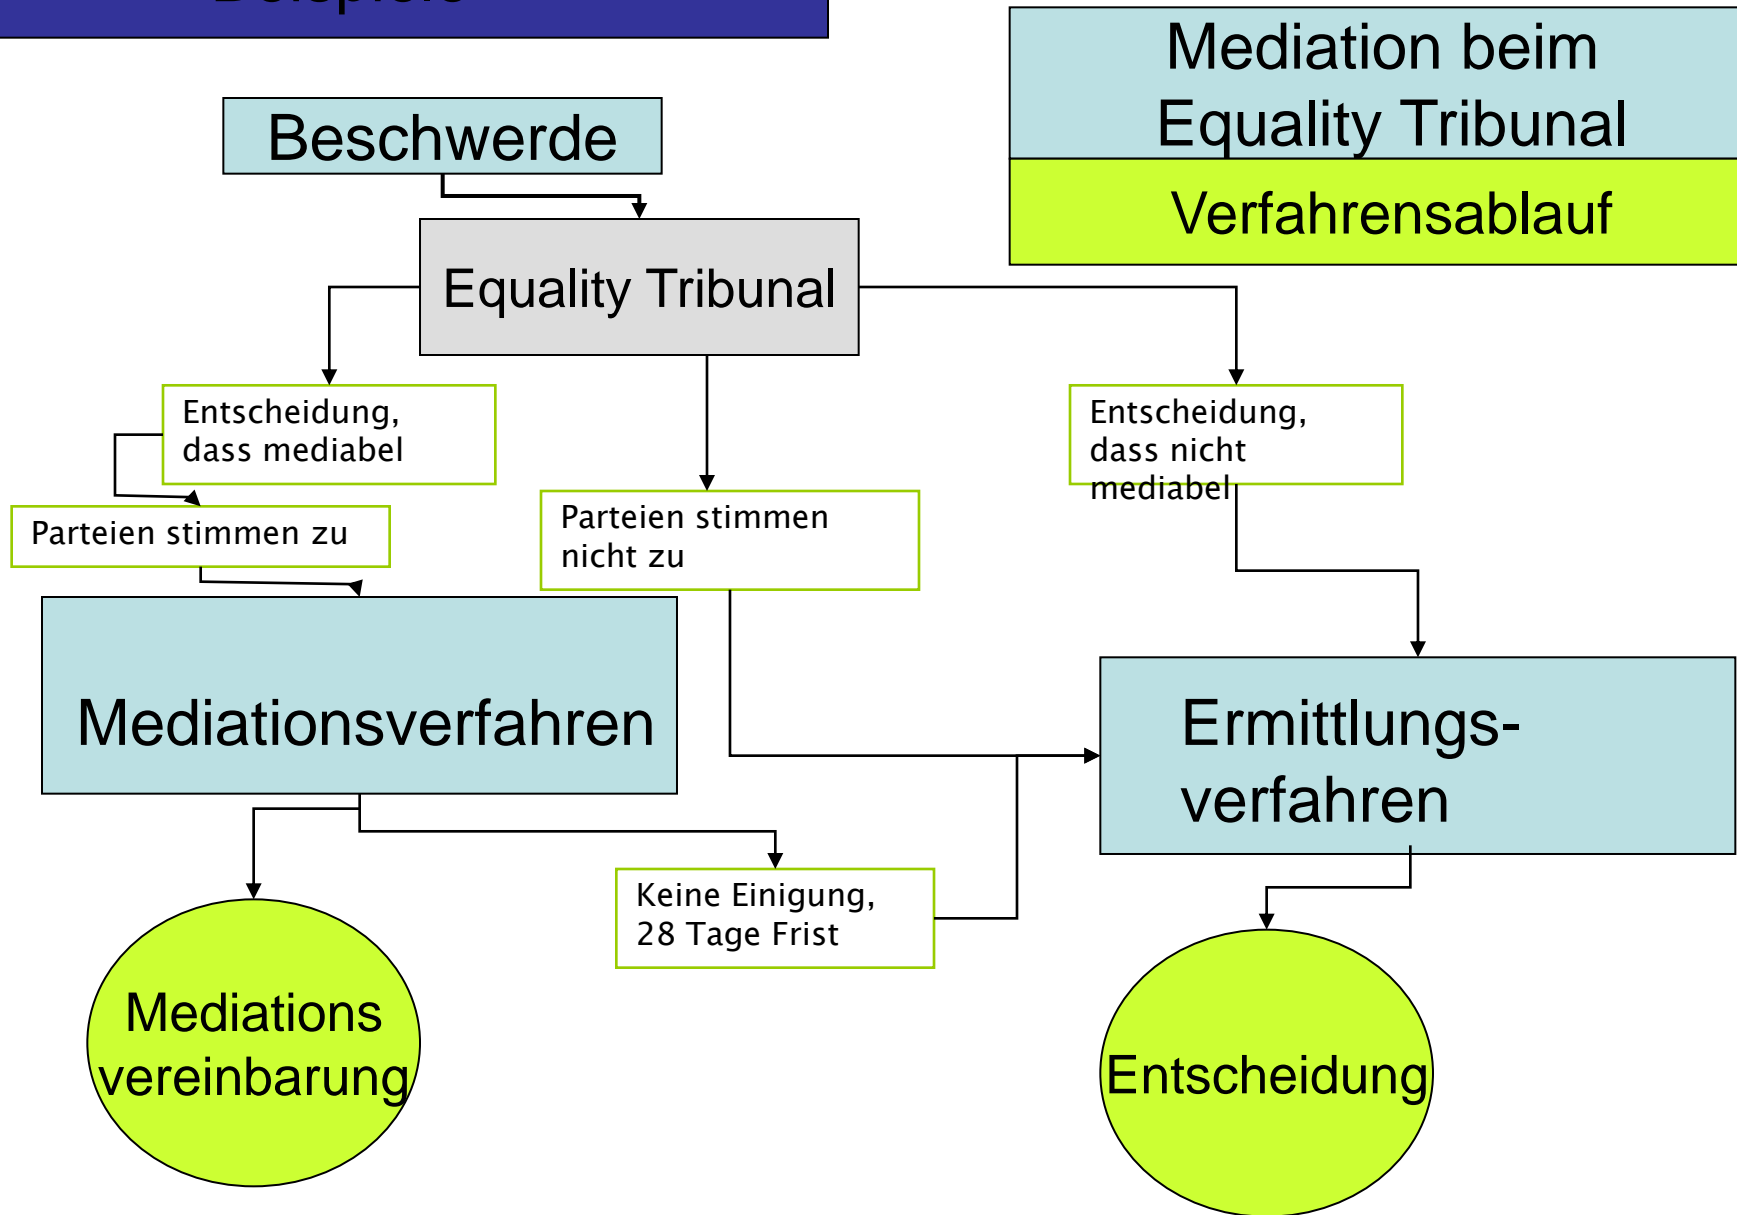 Mediation beim
Equality Tribunal
Verfahrensablauf
Beschwerde
Equality Tribunal
Entscheidung,
dass mediabel
Entscheidung,
dass nicht
mediabel
Parteien stimmen zu
Parteien stimmen
nicht zu
Mediationsverfahren
Ermittlungs-
verfahren
Keine Einigung,
28 Tage Frist
Mediations
vereinbarung
Entscheidung